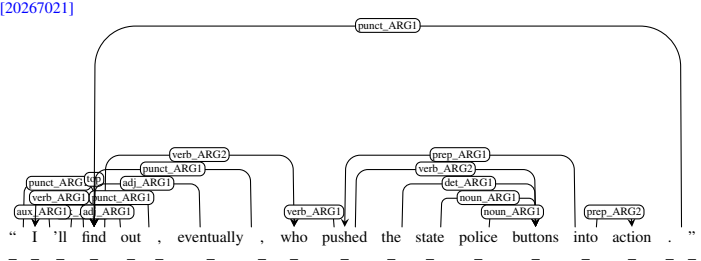 [20267021]
punct_ARG1
verb_ARG2 prep_ARG1
punct_ARG1 verb_ARG2
punct_ARG top adj_ARG1 det_ARG1
verb_ARG1 punct_ARG1 noun_ARG1
aux_ARG1 adj_ARG1 verb_ARG1 noun_ARG1 prep_ARG2
“ I ’ll find out , eventually , who pushed the state police buttons into action . ”
_ _ _ _ _ _ _ _ _ _ _ _ _ _ _ _ _ _